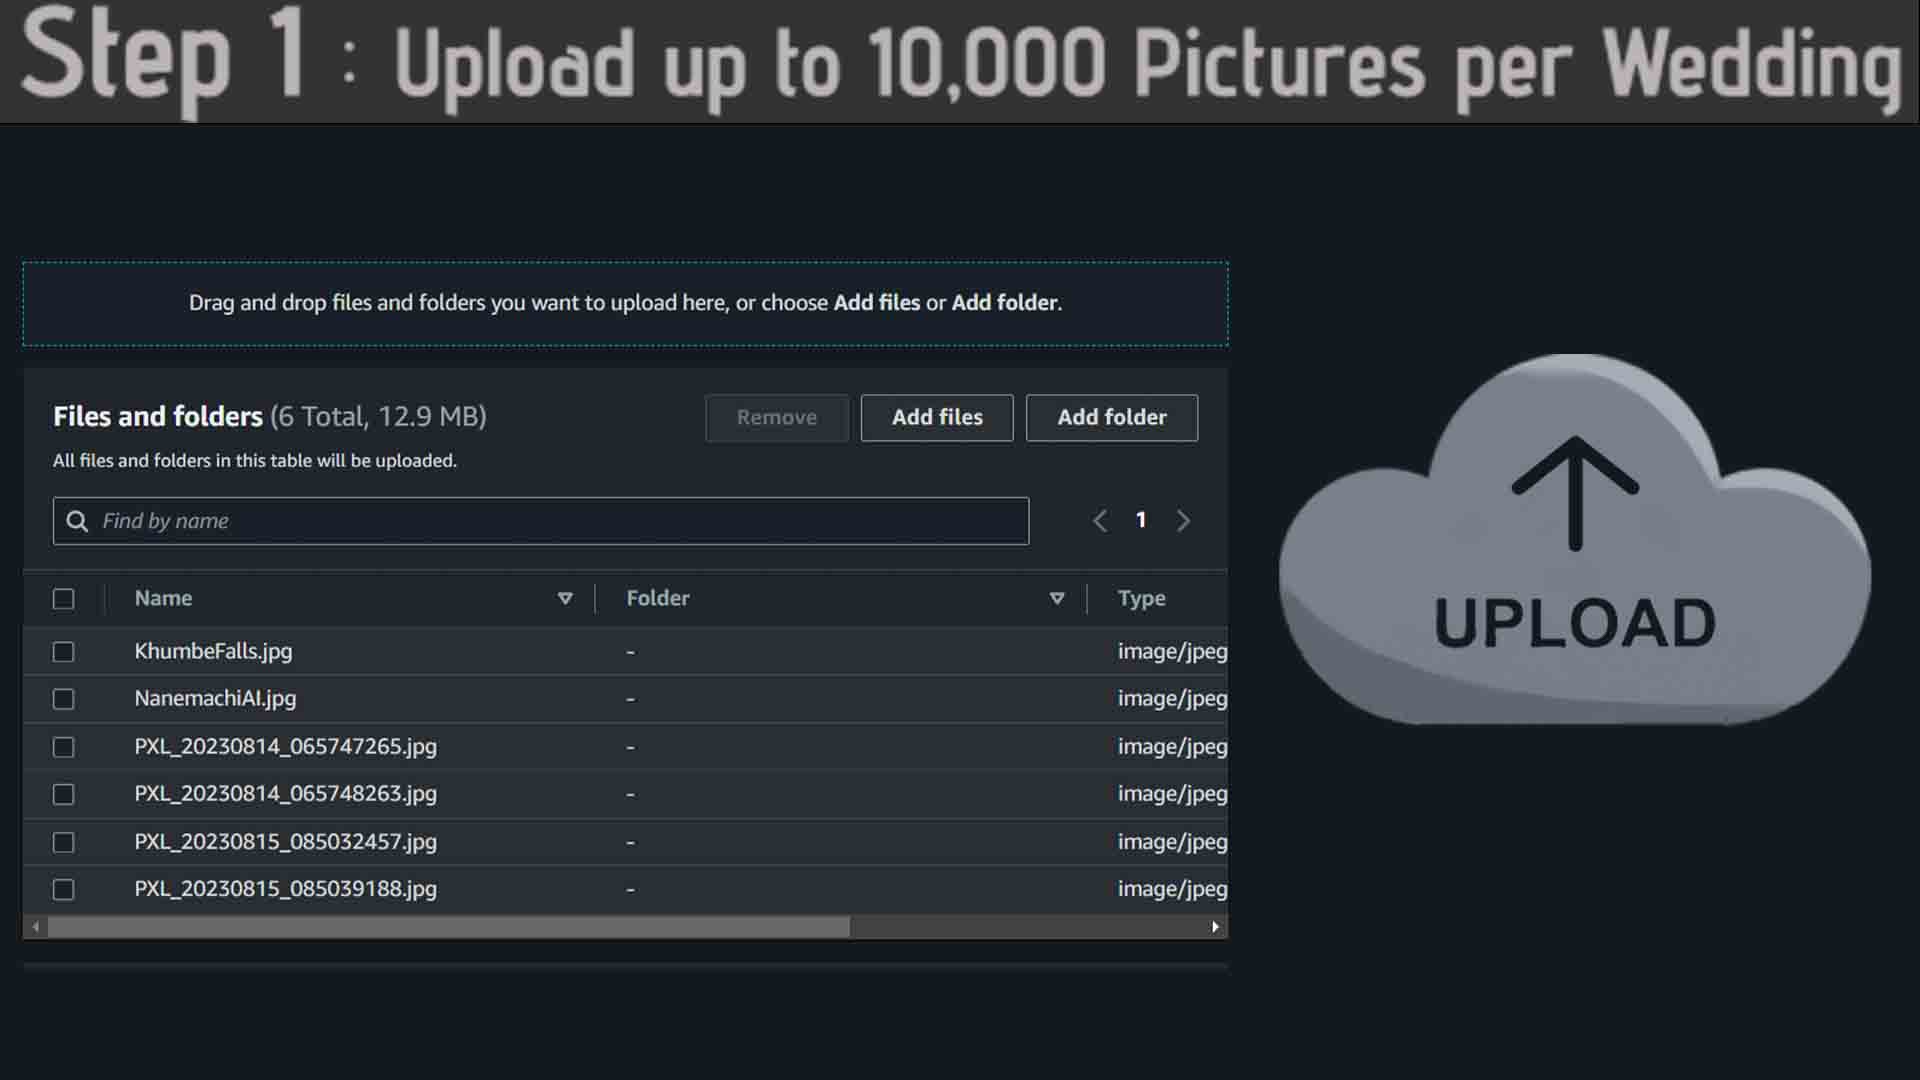 Step 1 : Upload up to 10,000 Pictures per Wedding
Drag and drop files and folders you want to upload here, or choose Add files or Add folder.
Files and folders (6 Total, 12.9 MB)
Remove
Add files
Add folder
All files and folders in this table will be uploaded.
Find by name
1
Name
Folder
Type
KhumbeFalls.jpg - image/jpeg
NanemachiAI.jpg - image/jpeg
PXL_20230814_065747265.jpg - image/jpeg
PXL_20230814_065748263.jpg - image/jpeg
PXL_20230815_085032457.jpg - image/jpeg
PXL_20230815_085039188.jpg - image/jpeg
UPLOAD